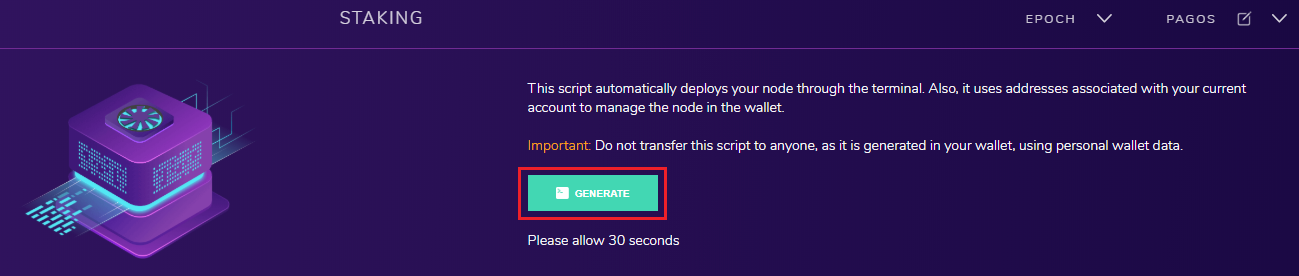 STAKING
EPOCH
PAGOS
This script automatically deploys your node through the terminal. Also, it uses addresses associated with your current
account to manage the node in the wallet.
Important: Do not transfer this script to anyone, as it is generated in your wallet, using personal wallet data.
GENERATE
Please allow 30 seconds